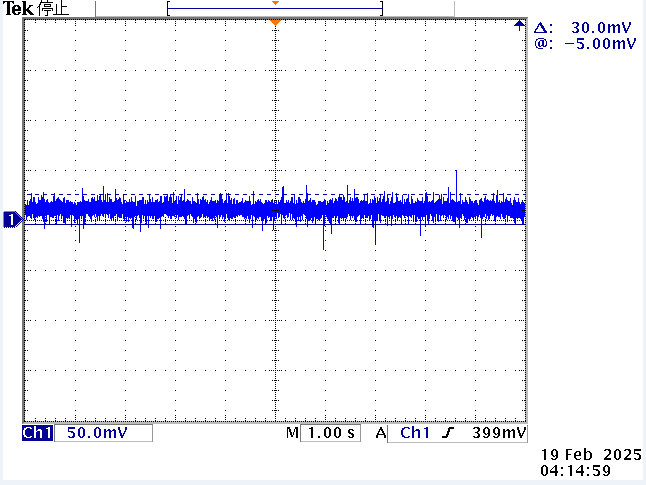 Tek 停止
Δ: 30.0mV
@: −5.00mV
1
Ch1 50.0mV M 1.00 s A Ch1 399mV
19 Feb 2025
04:14:59